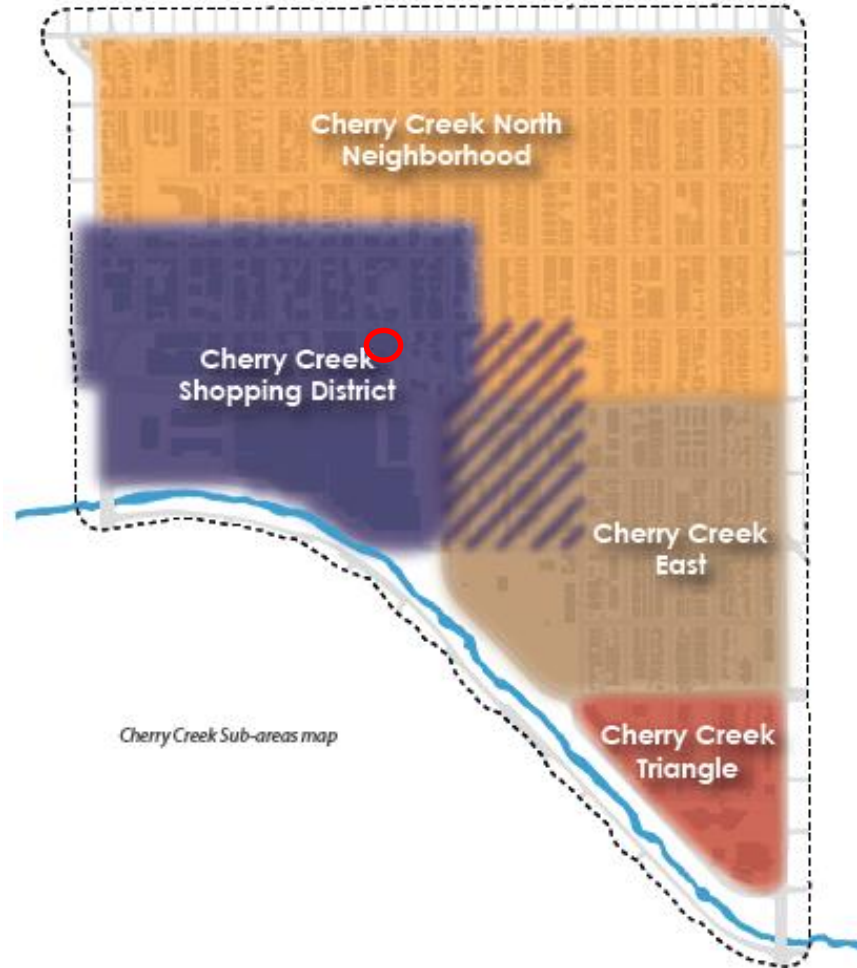 Cherry Creek North
Neighborhood
Cherry Creek
Shopping District
Cherry Creek
East
Cherry Creek
Triangle
Cherry Creek Sub-areas map